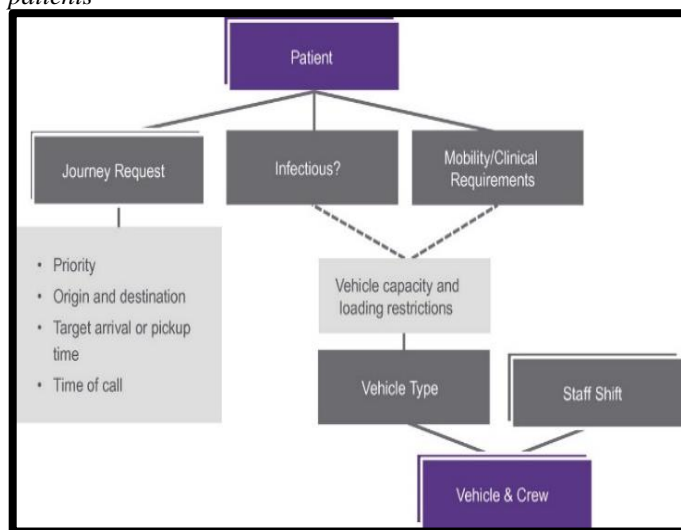 patients
Patient
Journey Request
Infectious?
Mobility/Clinical
Requirements
• Priority
• Origin and destination
• Target arrival or pickup
time
• Time of call
Vehicle capacity and
loading restrictions
Vehicle Type
Staff Shift
Vehicle & Crew